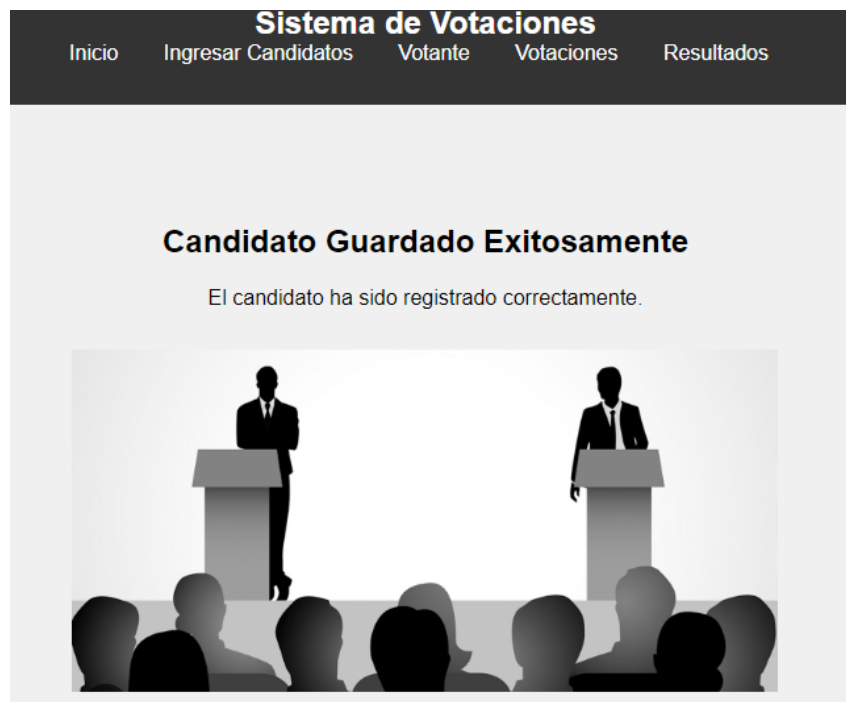 Sistema de Votaciones
Inicio Ingresar Candidatos Votante Votaciones Resultados
Candidato Guardado Exitosamente
El candidato ha sido registrado correctamente.